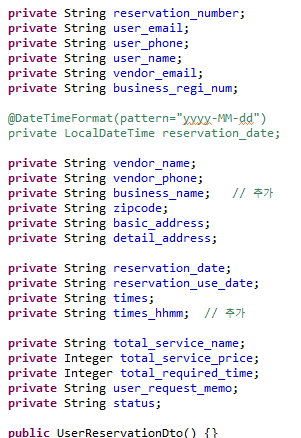 private String reservation_number;
private String user_email;
private String user_phone;
private String user_name;
private String vendor_email;
private String business_regi_num;
@DateTimeFormat(pattern="yyyy-MM-dd")
private LocalDateTime reservation_date;
private String vendor_name;
private String vendor_phone;
private String business_name;   // 추가
private String zipcode;
private String basic_address;
private String detail_address;
private String reservation_date;
private String reservation_use_date;
private String times;
private String times_hhmm;  // 추가
private String total_service_name;
private Integer total_service_price;
private Integer total_required_time;
private String user_request_memo;
private String status;
public UserReservationDto() {}